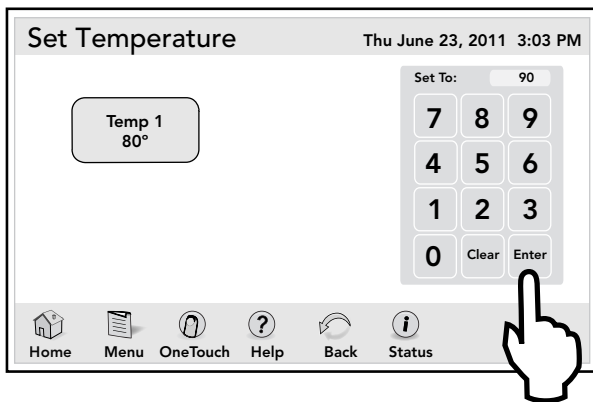 Set Temperature
Thu June 23, 2011 3:03 PM
Temp 1
80°
Set To: 90
7 8 9
4 5 6
1 2 3
0 Clear Enter
?
i
Home Menu OneTouch Help Back Status